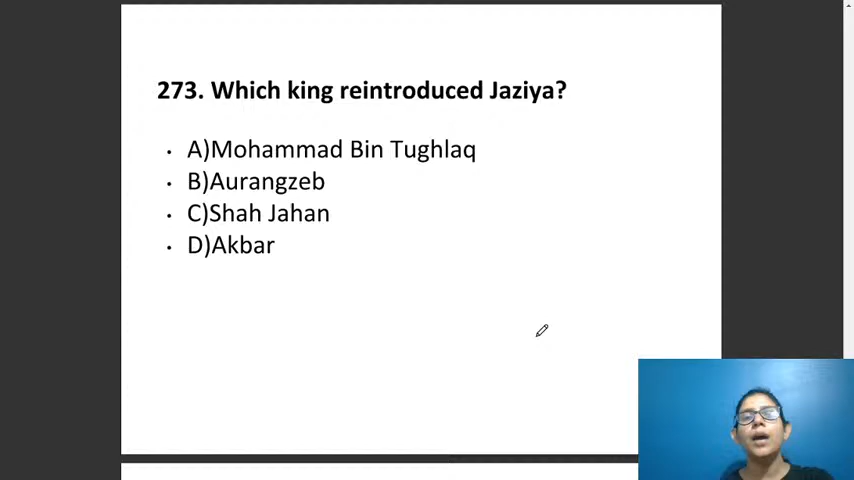 273. Which king reintroduced Jaziya?
• A)Mohammad Bin Tughlaq
• B)Aurangzeb
• C)Shah Jahan
• D)Akbar